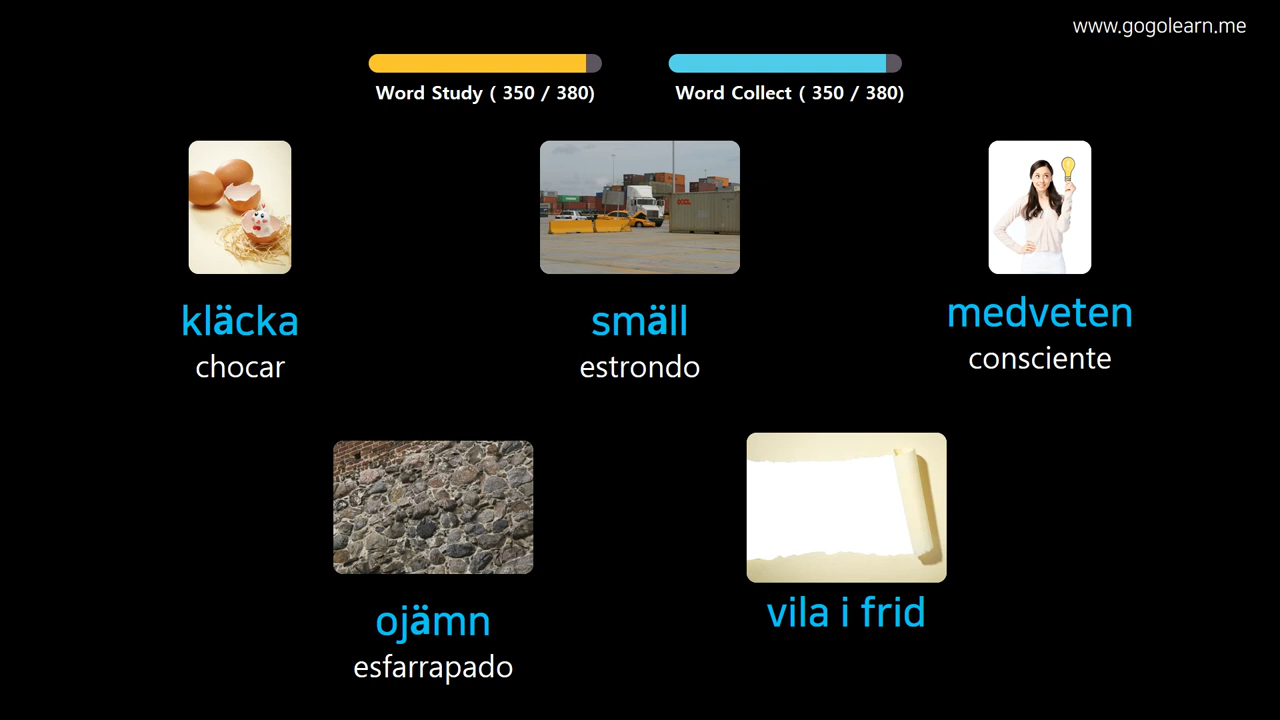 www.gogolearn.me
Word Study ( 350 / 380)
Word Collect ( 350 / 380)
kläcka
chocar
smäll
estrondo
medveten
consciente
ojämn
esfarrapado
vila i frid